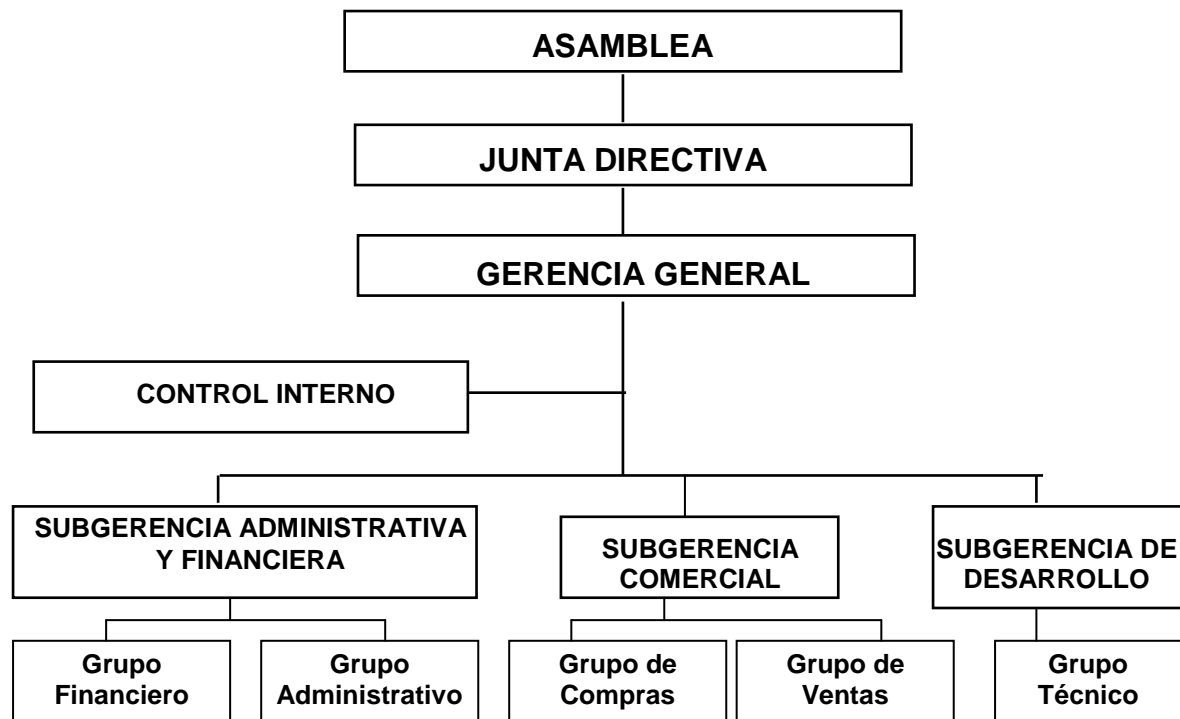 ASAMBLEA
JUNTA DIRECTIVA
GERENCIA GENERAL
CONTROL INTERNO
SUBGERENCIA ADMINISTRATIVA
Y FINANCIERA
SUBGERENCIA
COMERCIAL
SUBGERENCIA DE
DESARROLLO
Grupo
Financiero
Grupo
Administrativo
Grupo de
Compras
Grupo de
Ventas
Grupo
Técnico